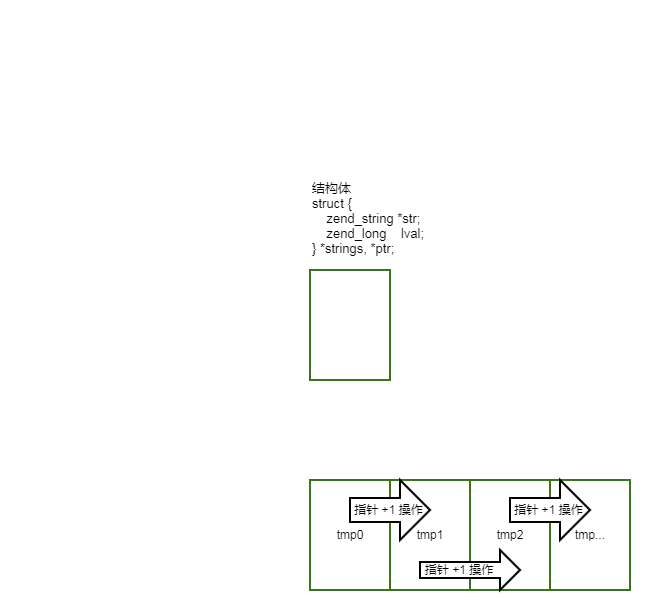 结构体
struct {
    zend_string *str;
    zend_long    lval;
} *strings, *ptr;
指针 +1 操作
指针 +1 操作
tmp0
tmp1
tmp2
tmp...
指针 +1 操作